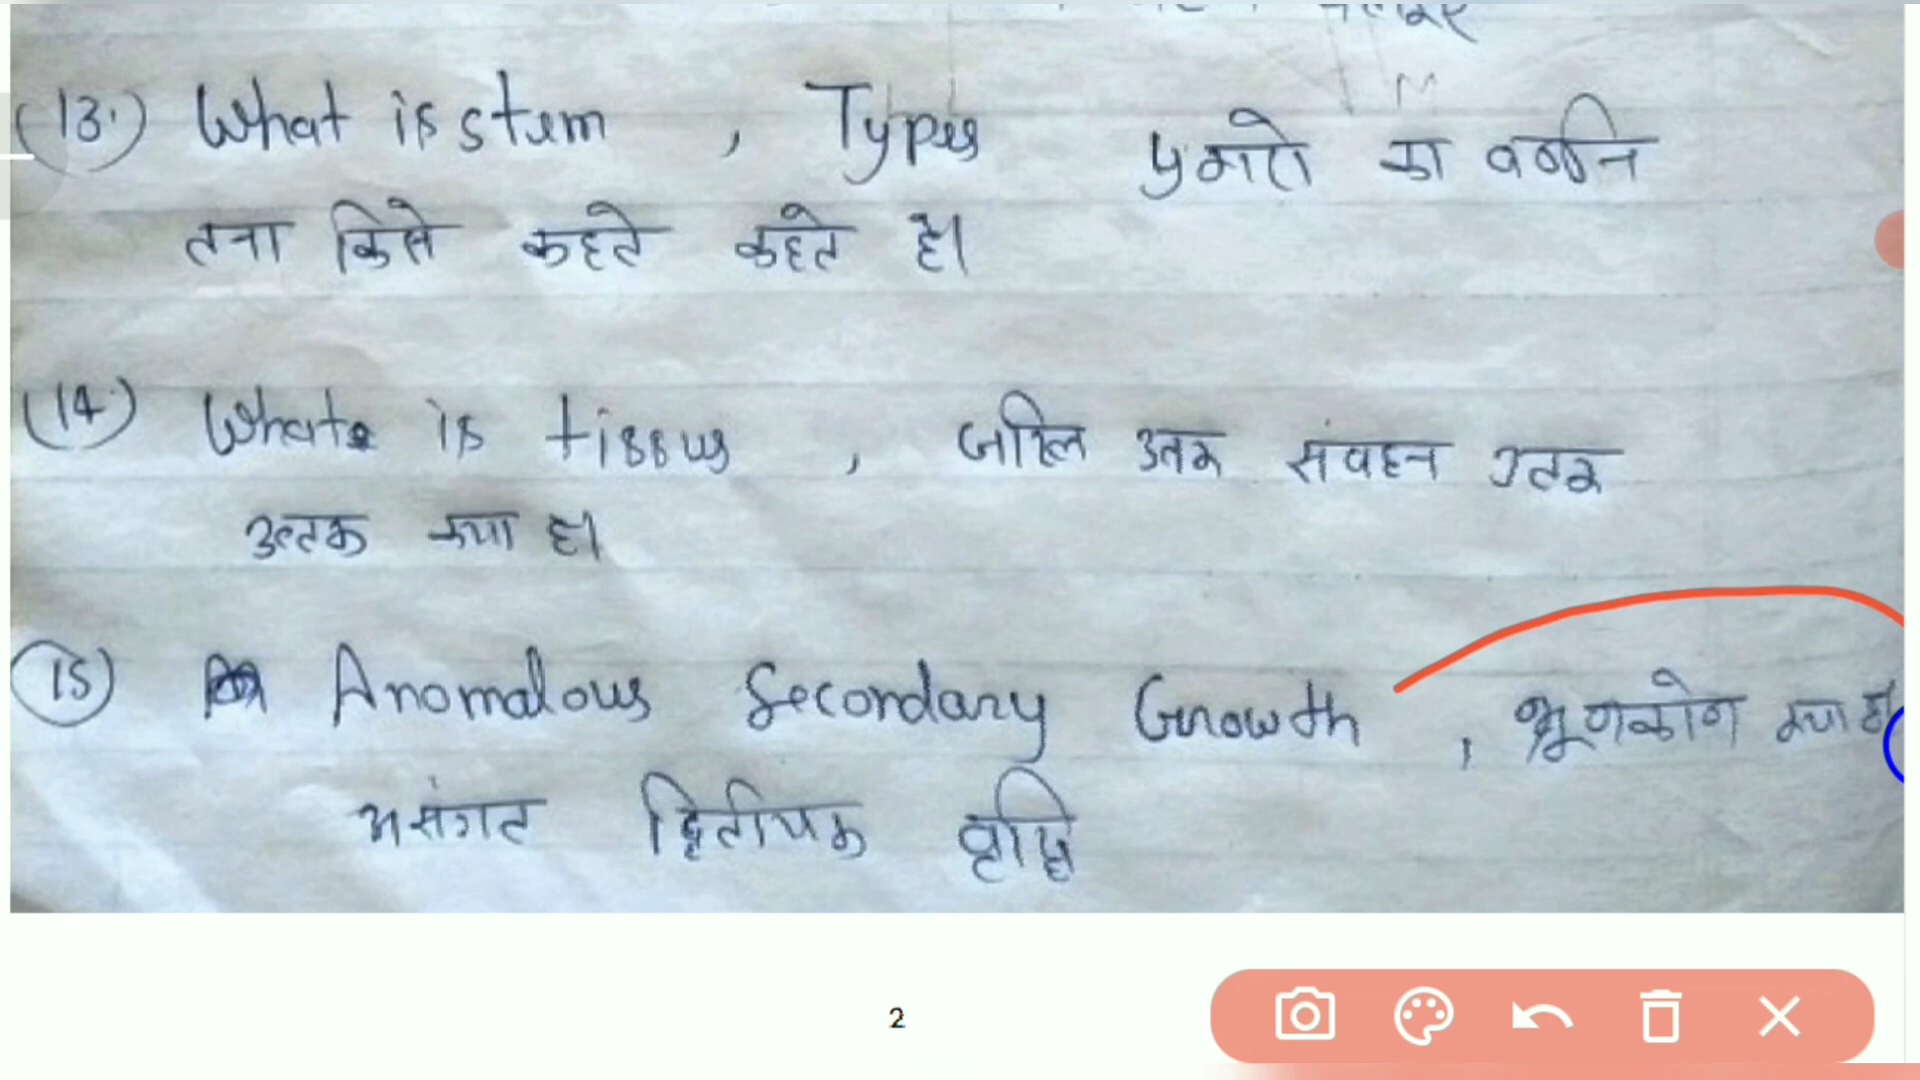 (13.) What is stem , Types प्रकारो का वर्णन
तना किसे कहते कहते है।
(14.) What is tissus , जटिल उतक संवहन उतक
उत्तक क्या है।
(15) Anomalous Secondary Growth , भ्रूणकोण क्या है
असंगत द्वितीयक वृद्धि
2